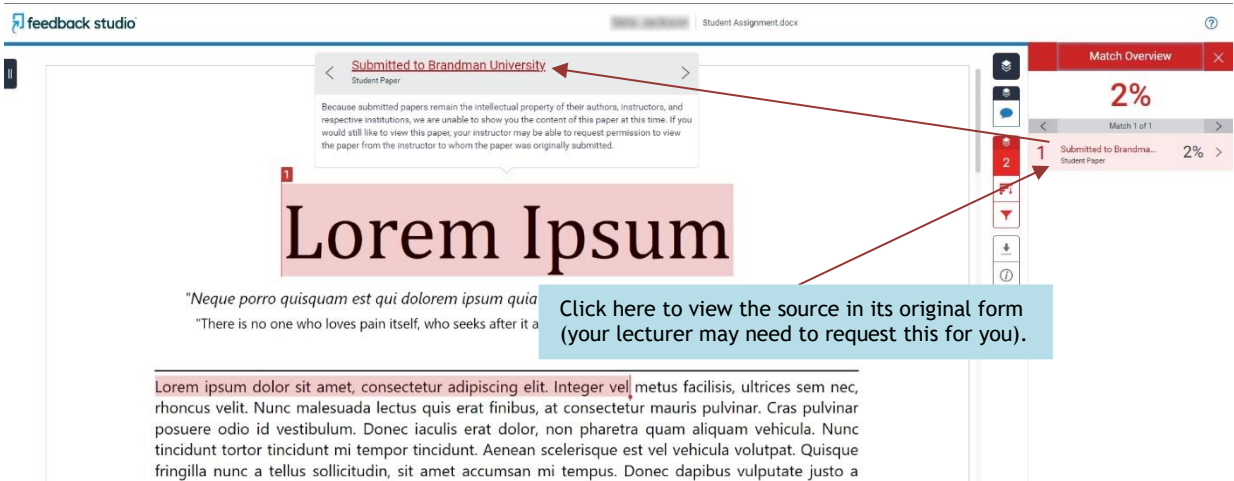 feedback studio
Student Assignment.docx
Submitted to Brandman University
Student Paper
Because submitted papers remain the intellectual property of their authors, instructors, and
respective institutions, we are unable to show you the content of this paper at this time. If you
would still like to view this paper, your instructor may be able to request permission to view
the paper from the instructor to whom the paper was originally submitted.
1
Lorem Ipsum
"Neque porro quisquam est qui dolorem ipsum quia
"There is no one who loves pain itself, who seeks after it a
Lorem ipsum dolor sit amet, consectetur adipiscing elit. Integer vel metus facilisis, ultrices sem nec,
rhoncus velit. Nunc malesuada lectus quis erat finibus, at consectetur mauris pulvinar. Cras pulvinar
posuere odio id vestibulum. Donec iaculis erat dolor, non pharetra quam aliquam vehicula. Nunc
tincidunt tortor tincidunt mi tempor tincidunt. Aenean scelerisque est vel vehicula volutpat. Quisque
fringilla nunc a tellus sollicitudin, sit amet accumsan mi tempus. Donec dapibus vulputate justo a
Click here to view the source in its original form
(your lecturer may need to request this for you).
2
Match Overview
2%
Match 1 of 1
1 Submitted to Brandma... 2%
Student Paper